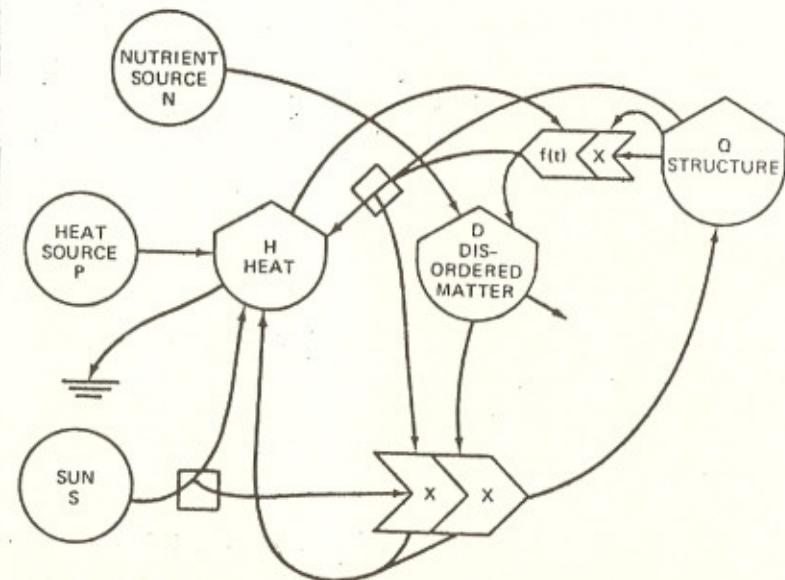 NUTRIENT
SOURCE
N
f(t)
X
Q
STRUCTURE
HEAT
SOURCE
P
H
HEAT
D
DIS-
ORDERED
MATTER
SUN
S
X
X